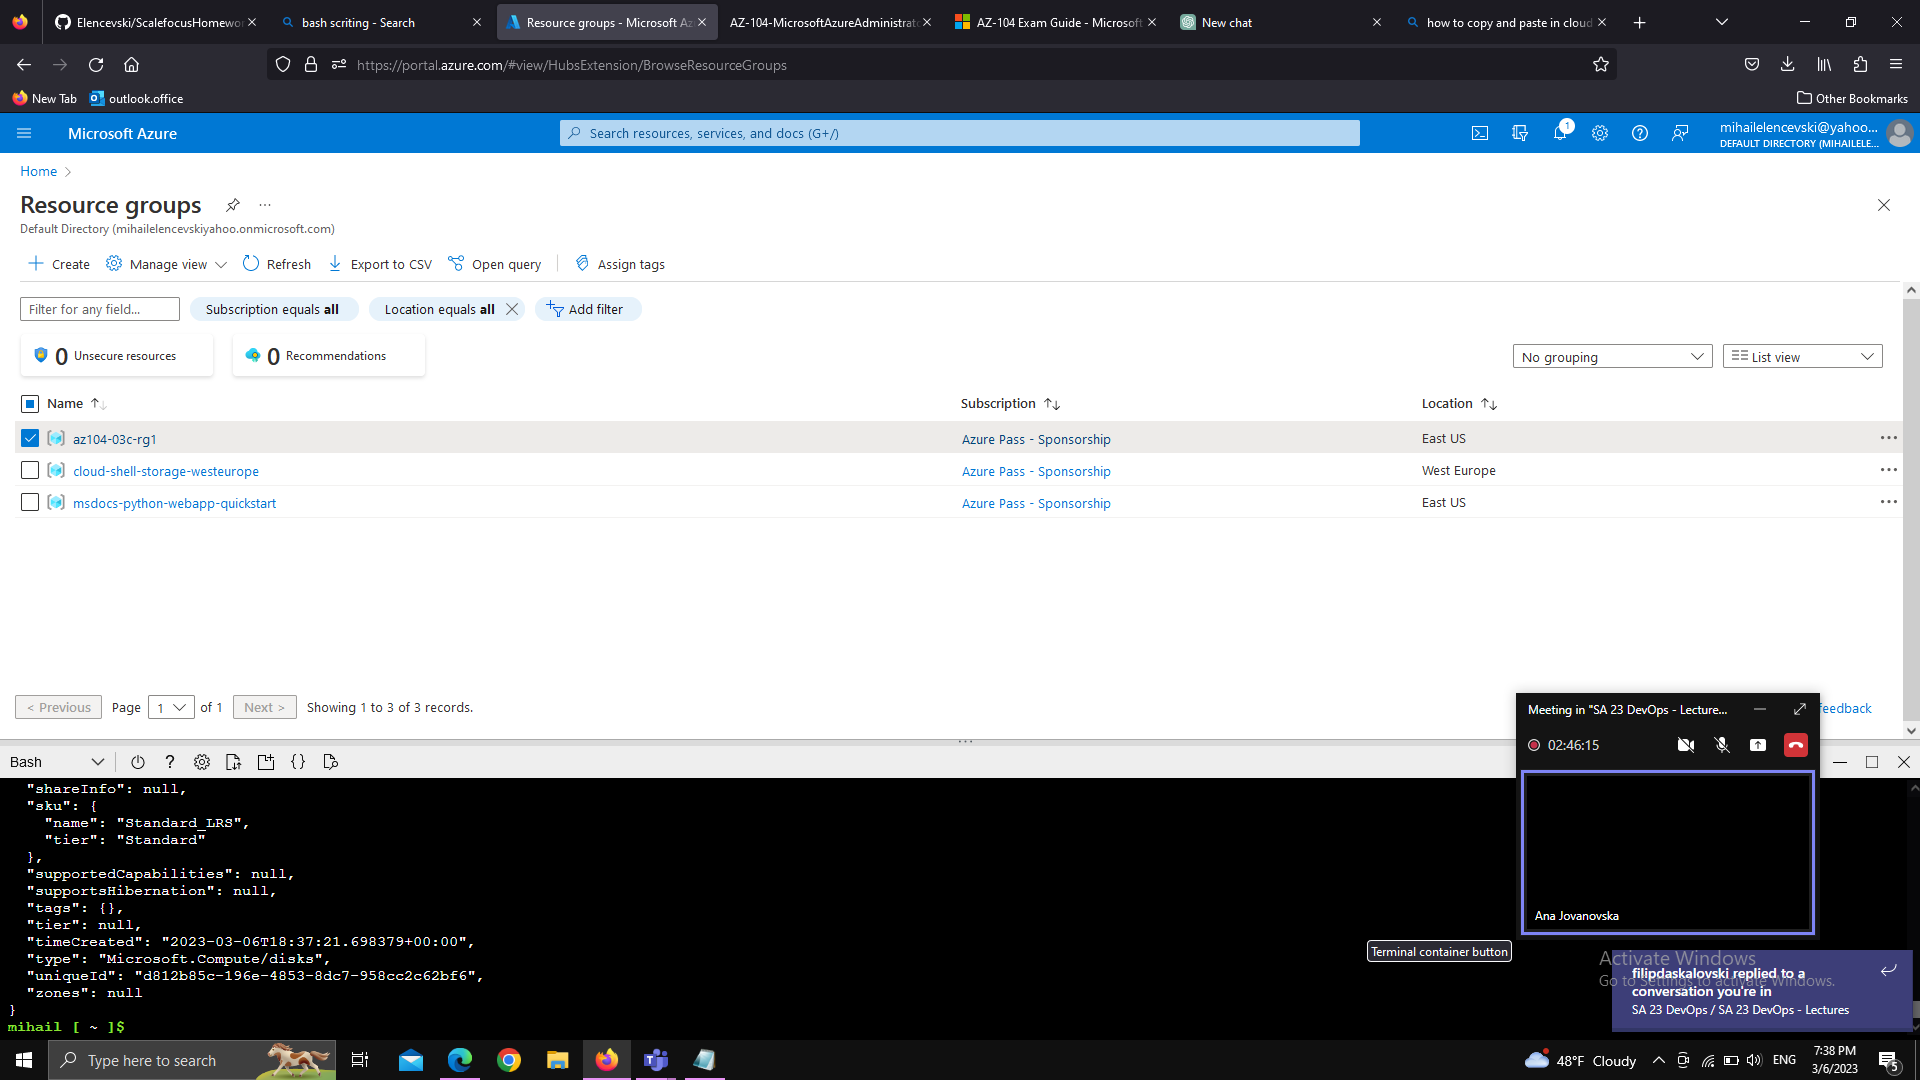 Elencevski/ScalefocusHomewor
bash scriting - Search
Resource groups - Microsoft Az
AZ-104-MicrosoftAzureAdministrato
AZ-104 Exam Guide - Microsoft
New chat
how to copy and paste in cloud
https://portal.azure.com/#view/HubsExtension/BrowseResourceGroups
New Tab
outlook.office
Other Bookmarks
Microsoft Azure
Search resources, services, and docs (G+/)
1
mihailelencevski@yahoo...
DEFAULT DIRECTORY (MIHAILELE...
Home
Resource groups
Default Directory (mihailelencevskiyahoo.onmicrosoft.com)
Create
Manage view
Refresh
Export to CSV
Open query
Assign tags
Filter for any field...
Subscription equals all
Location equals all
Add filter
0 Unsecure resources
0 Recommendations
No grouping
List view
Name
Subscription
Location
az104-03c-rg1
Azure Pass - Sponsorship
East US
cloud-shell-storage-westeurope
Azure Pass - Sponsorship
West Europe
msdocs-python-webapp-quickstart
Azure Pass - Sponsorship
East US
< Previous
Page
1
of 1
Next >
Showing 1 to 3 of 3 records.
feedback
Meeting in "SA 23 DevOps - Lecture...
02:46:15
Ana Jovanovska
Bash
"shareInfo": null,
"sku": {
"name": "Standard_LRS",
"tier": "Standard"
},
"supportedCapabilities": null,
"supportsHibernation": null,
"tags": {},
"tier": null,
"timeCreated": "2023-03-06T18:37:21.698379+00:00",
"type": "Microsoft.Compute/disks",
"uniqueId": "d812b85c-196e-4853-8dc7-958cc2c62bf6",
"zones": null
}
mihail [ ~ ]$
Terminal container button
Activate Windows
Go to Settings to activate Windows.
filipdaskalovski replied to a
conversation you're in
SA 23 DevOps / SA 23 DevOps - Lectures
Type here to search
48°F Cloudy
ENG
7:38 PM
3/6/2023
5